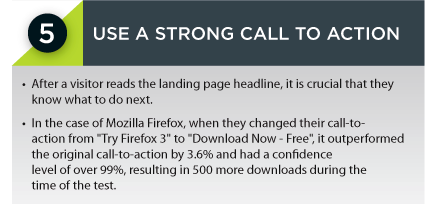 5 USE A STRONG CALL TO ACTION
• After a visitor reads the landing page headline, it is crucial that they
know what to do next.
• In the case of Mozilla Firefox, when they changed their call-to-
action from "Try Firefox 3" to "Download Now - Free", it outperformed
the original call-to-action by 3.6% and had a confidence
level of over 99%, resulting in 500 more downloads during the
time of the test.